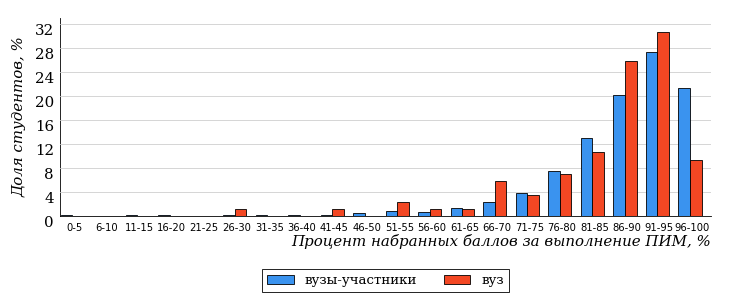 Доля студентов, %
32
28
24
20
16
12
8
4
0
0-5 6-10 11-15 16-20 21-25 26-30 31-35 36-40 41-45 46-50 51-55 56-60 61-65 66-70 71-75 76-80 81-85 86-90 91-95 96-100
Процент набранных баллов за выполнение ПИМ, %
вузы-участники вуз